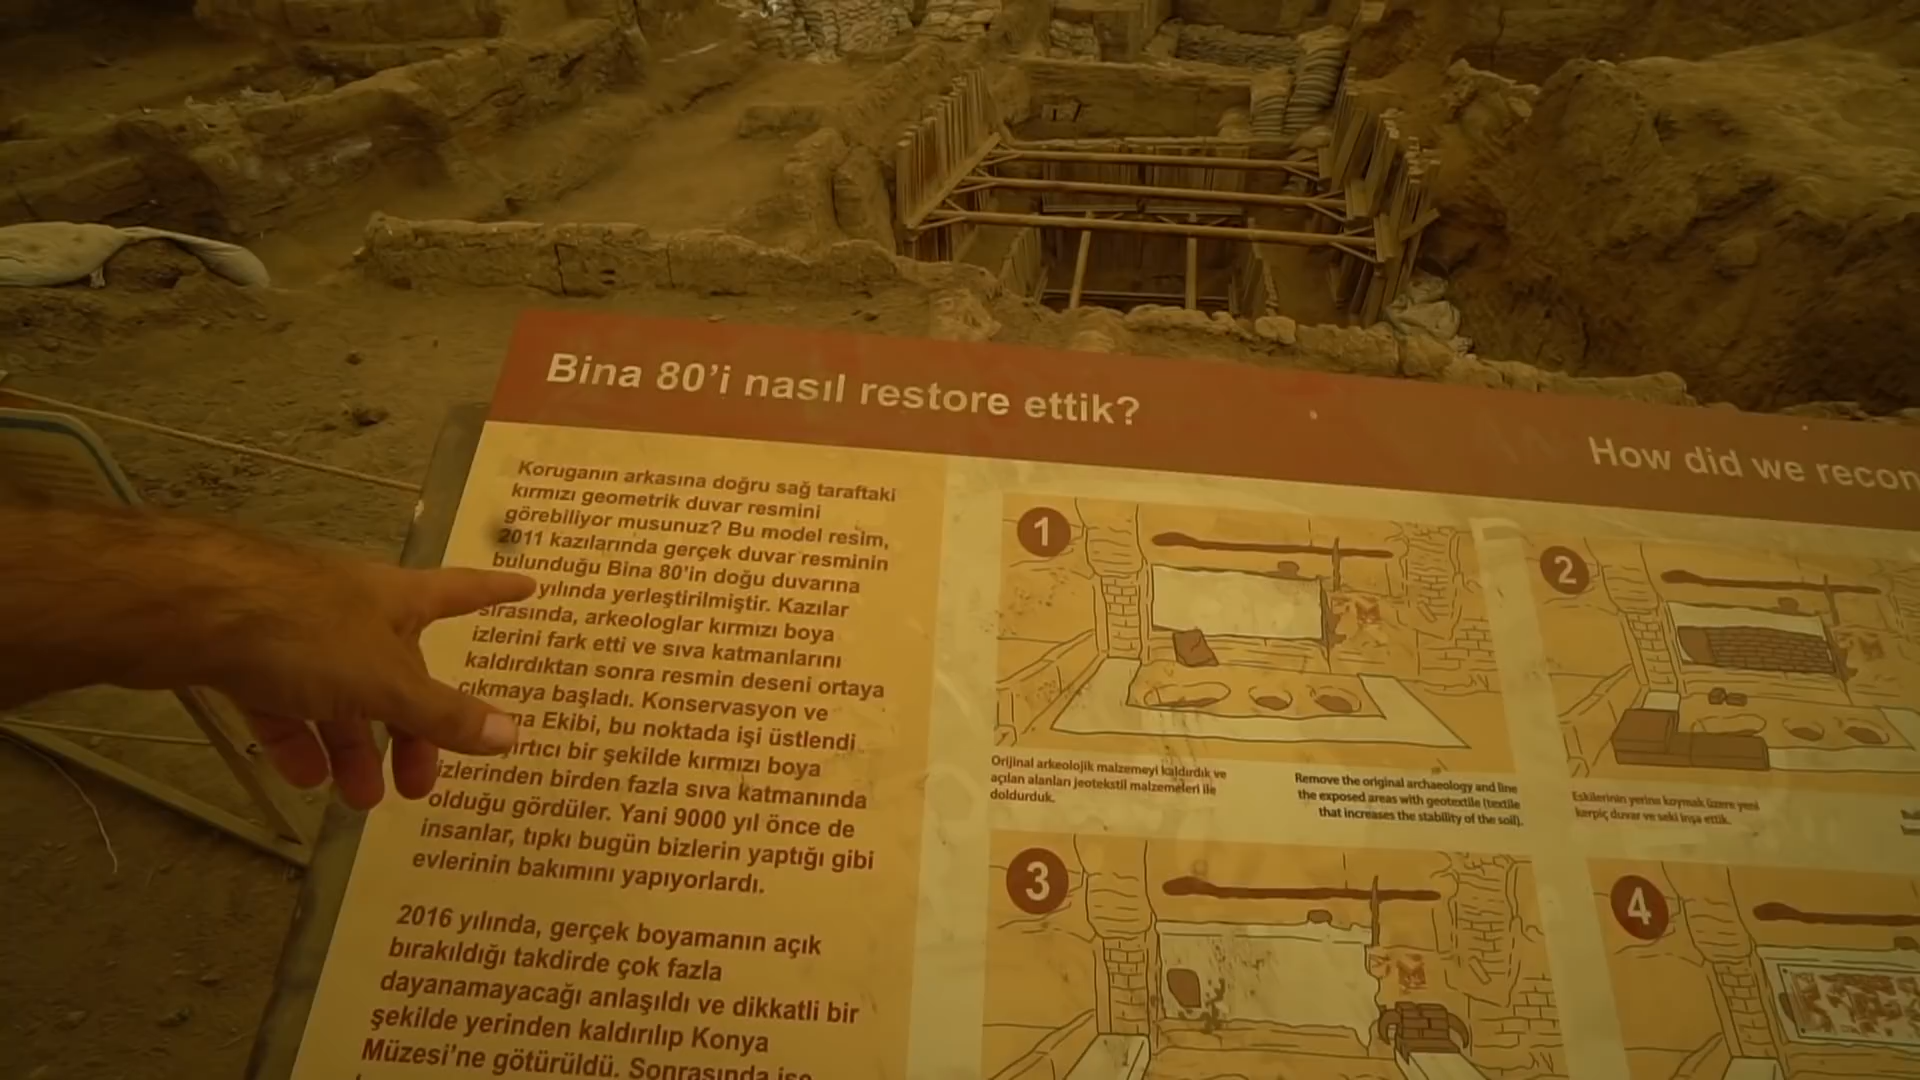 Bina 80'i nasıl restore ettik?
How did we recon
Koruganın arkasına doğru sağ taraftaki
kırmızı geometrik duvar resmini
görebiliyor musunuz? Bu model resim,
2011 kazılarında gerçek duvar resminin
bulunduğu Bina 80'in doğu duvarına
yılında yerleştirilmiştir. Kazılar
sırasında, arkeologlar kırmızı boya
izlerini fark etti ve sıva katmanlarını
kaldırdıktan sonra resmin deseni ortaya
çıkmaya başladı. Konservasyon ve
Ekibi, bu noktada işi üstlendi
bir şekilde kırmızı boya
izlerinden birden fazla sıva katmanında
olduğu gördüler. Yani 9000 yıl önce de
insanlar, tıpkı bugün bizlerin yaptığı gibi
evlerinin bakımını yapıyorlardı.
2016 yılında, gerçek boyamanın açık
bırakıldığı takdirde çok fazla
dayanamayacağı anlaşıldı ve dikkatli bir
şekilde yerinden kaldırılıp Konya
Müzesi'ne götürüldü. Sonrasında ise
1
Orijinal arkeolojik malzemeyi kaldırdık ve
açılan alanları jeotekstil malzemeleri ile
doldurduk.
Remove the original archaeology and line
the exposed areas with geotextile (textile
that increases the stability of the soil).
2
Eskilerinin yerine koymak üzere yeni
kerpiç duvar ve seki inşa ettik.
3
4